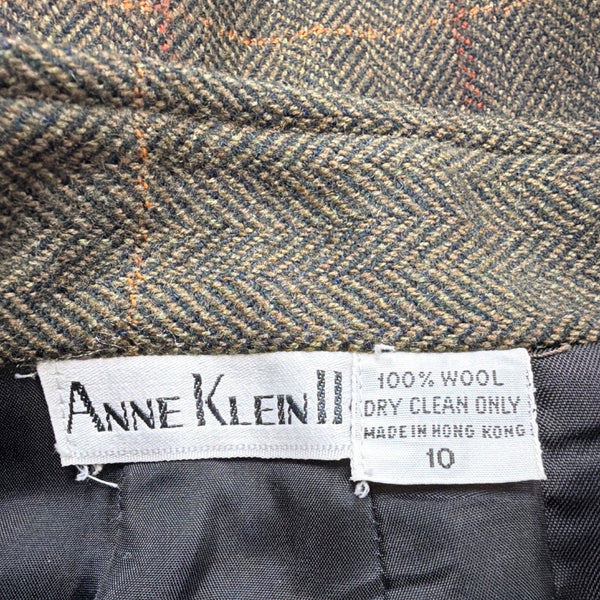 ANNE KLEIN II
100% WOOL
DRY CLEAN ONLY
MADE IN HONG KONG
10